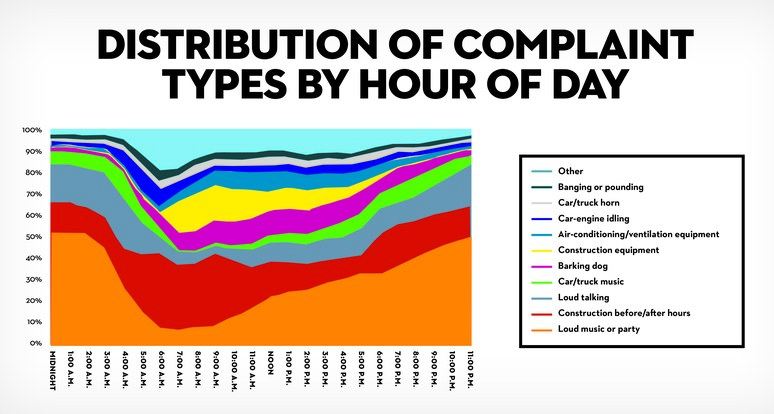 DISTRIBUTION OF COMPLAINT
TYPES BY HOUR OF DAY
100%
90%
80%
70%
60%
50%
40%
30%
20%
10%
0%
MIDNIGHT
1:00 A.M.
2:00 A.M.
3:00 A.M.
4:00 A.M.
5:00 A.M.
6:00 A.M.
7:00 A.M.
8:00 A.M.
9:00 A.M.
10:00 A.M.
11:00 A.M.
NOON
1:00 P.M.
2:00 P.M.
3:00 P.M.
4:00 P.M.
5:00 P.M.
6:00 P.M.
7:00 P.M.
8:00 P.M.
9:00 P.M.
10:00 P.M.
11:00 P.M.
Other
Banging or pounding
Car/truck horn
Car-engine idling
Air-conditioning/ventilation equipment
Construction equipment
Barking dog
Car/truck music
Loud talking
Construction before/after hours
Loud music or party